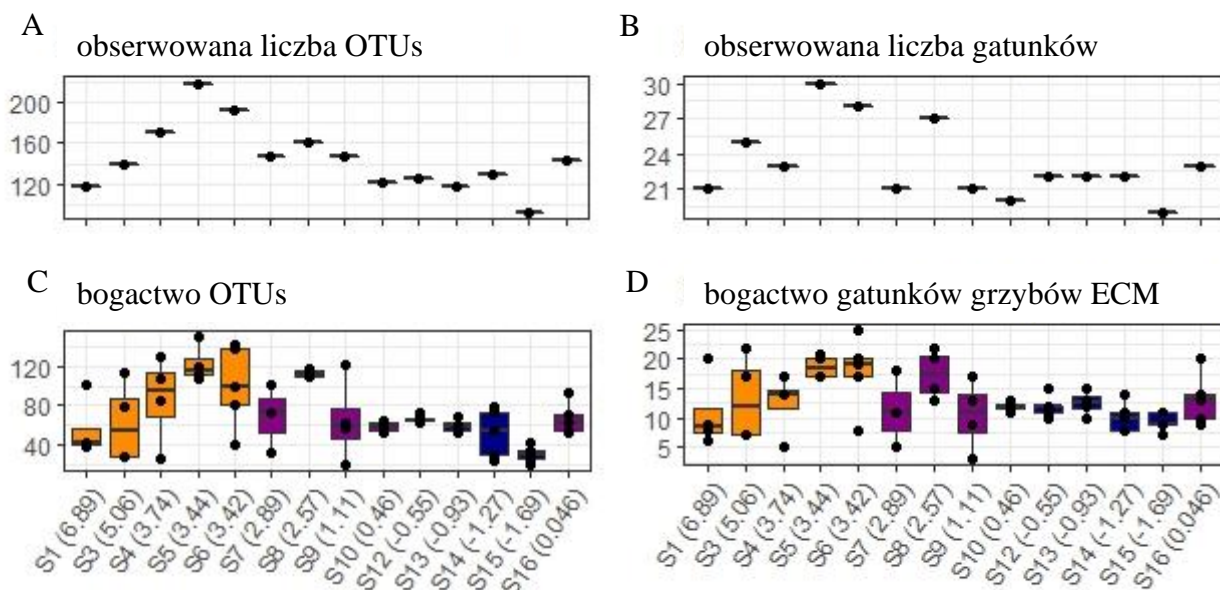 A
obserwowana liczba OTUs
200
160
120
B
obserwowana liczba gatunków
30
27
24
21
C
bogactwo OTUs
120
80
40
S1 (6.89)
S3 (5.06)
S4 (3.74)
S5 (3.44)
S6 (3.42)
S7 (2.89)
S8 (2.57)
S9 (1.11)
S10 (0.46)
S12 (-0.55)
S13 (-0.93)
S14 (-1.27)
S15 (-1.69)
S16 (0.046)
D
bogactwo gatunków grzybów ECM
25
20
15
10
5
S1 (6.89)
S3 (5.06)
S4 (3.74)
S5 (3.44)
S6 (3.42)
S7 (2.89)
S8 (2.57)
S9 (1.11)
S10 (0.46)
S12 (-0.55)
S13 (-0.93)
S14 (-1.27)
S15 (-1.69)
S16 (0.046)